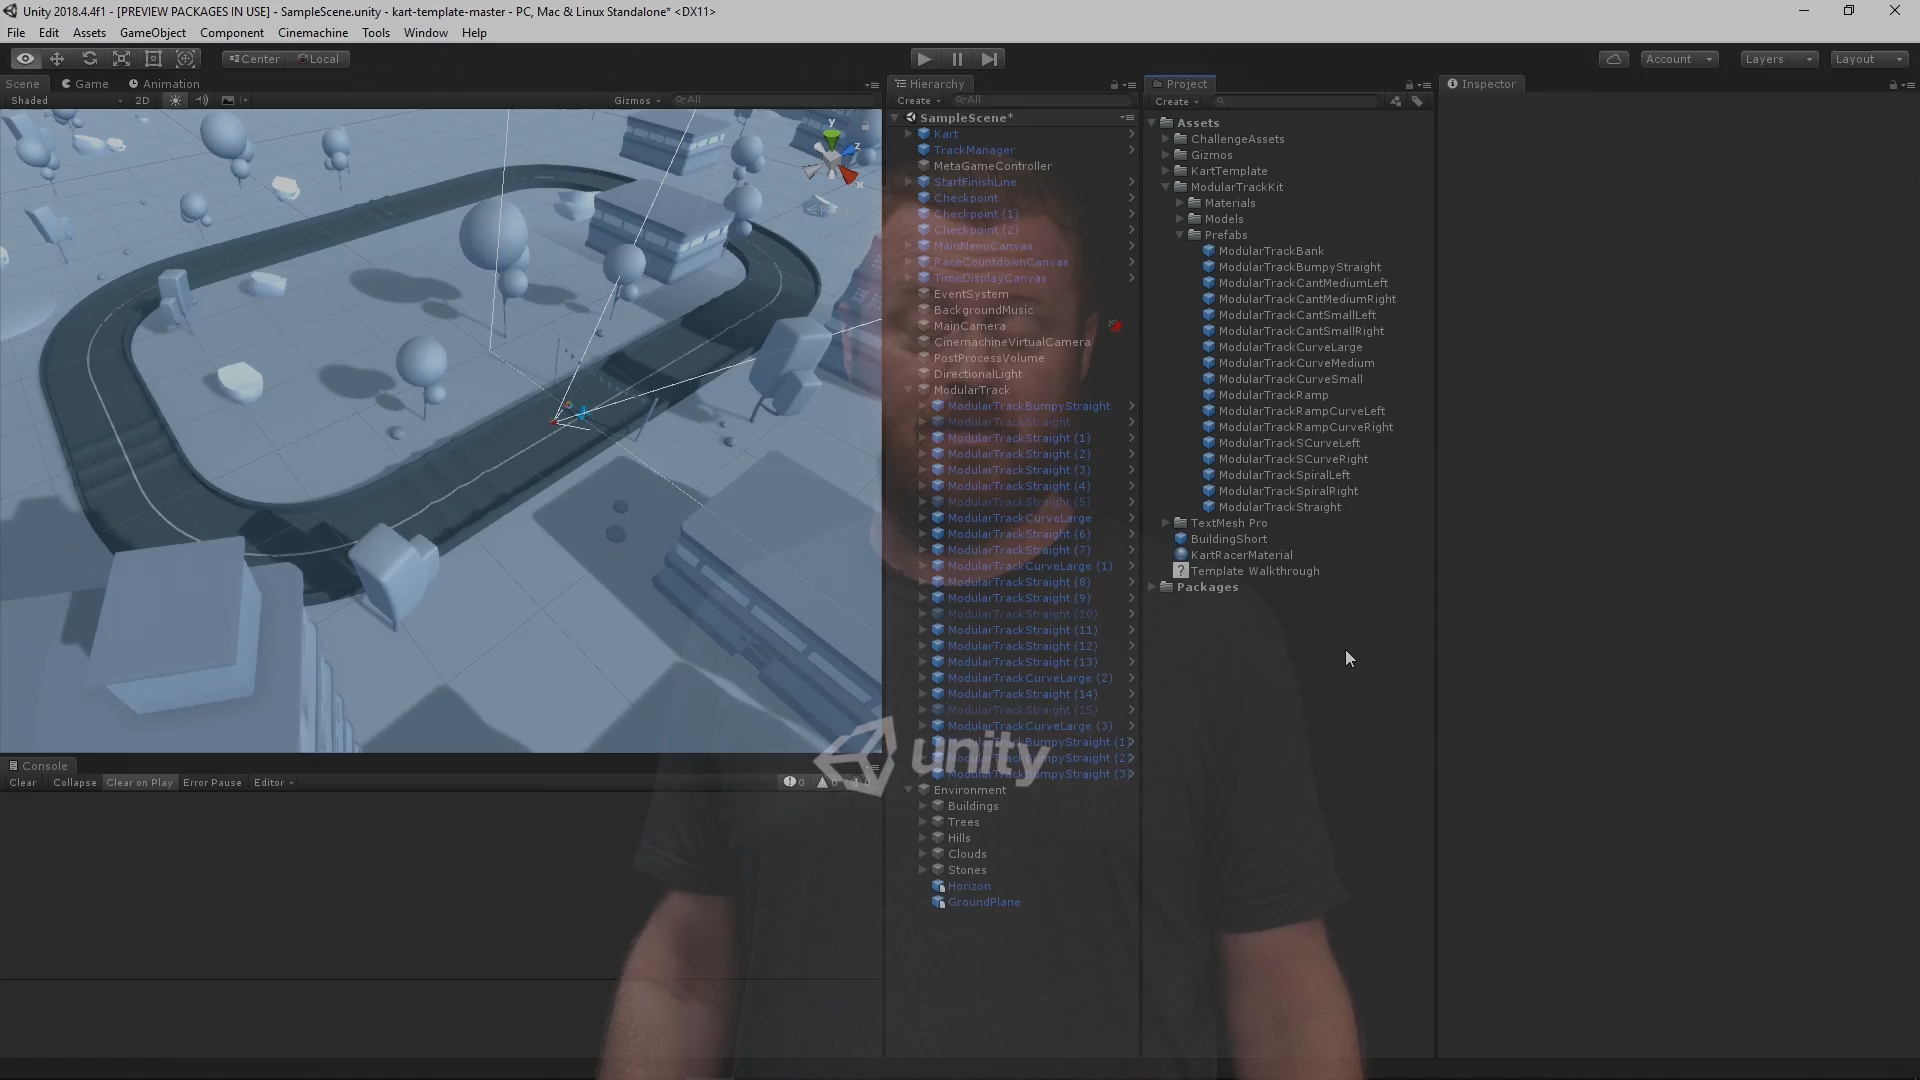 Unity 2018.4.4f1 - [PREVIEW PACKAGES IN USE] - SampleScene.unity - kart-template-master - PC, Mac & Linux Standalone* <DX11>
File Edit Assets GameObject Component Cinemachine Tools Window Help
Center Local
Account Layers Layout
Scene Game Animation
Shaded 2D Gizmos All
Hierarchy
Create All
SampleScene*
Kart
TrackManager
MetaGameController
StartFinishLine
Checkpoint
Checkpoint (1)
Checkpoint (2)
MainMenuCanvas
RaceCountdownCanvas
TimeDisplayCanvas
EventSystem
BackgroundMusic
MainCamera
CinemachineVirtualCamera
PostProcessVolume
DirectionalLight
ModularTrack
ModularTrackBumpyStraight
ModularTrackStraight
ModularTrackStraight (1)
ModularTrackStraight (2)
ModularTrackStraight (3)
ModularTrackStraight (4)
ModularTrackStraight (5)
ModularTrackCurveLarge
ModularTrackStraight (6)
ModularTrackStraight (7)
ModularTrackCurveLarge (1)
ModularTrackStraight (8)
ModularTrackStraight (9)
ModularTrackStraight (10)
ModularTrackStraight (11)
ModularTrackStraight (12)
ModularTrackStraight (13)
ModularTrackCurveLarge (2)
ModularTrackStraight (14)
ModularTrackStraight (15)
ModularTrackCurveLarge (3)
ModularTrackBumpyStraight (1)
ModularTrackBumpyStraight (2)
ModularTrackBumpyStraight (3)
Environment
Buildings
Trees
Hills
Clouds
Stones
Horizon
GroundPlane
Project
Create
Assets
ChallengeAssets
Gizmos
KartTemplate
ModularTrackKit
Materials
Models
Prefabs
ModularTrackBank
ModularTrackBumpyStraight
ModularTrackCantMediumLeft
ModularTrackCantMediumRight
ModularTrackCantSmallLeft
ModularTrackCantSmallRight
ModularTrackCurveLarge
ModularTrackCurveMedium
ModularTrackCurveSmall
ModularTrackRamp
ModularTrackRampCurveLeft
ModularTrackRampCurveRight
ModularTrackSCurveLeft
ModularTrackSCurveRight
ModularTrackSpiralLeft
ModularTrackSpiralRight
ModularTrackStraight
TextMesh Pro
BuildingShort
KartRacerMaterial
Template Walkthrough
Packages
Inspector
y
z
x
Console
Clear Collapse Clear on Play Error Pause Editor 0
unity